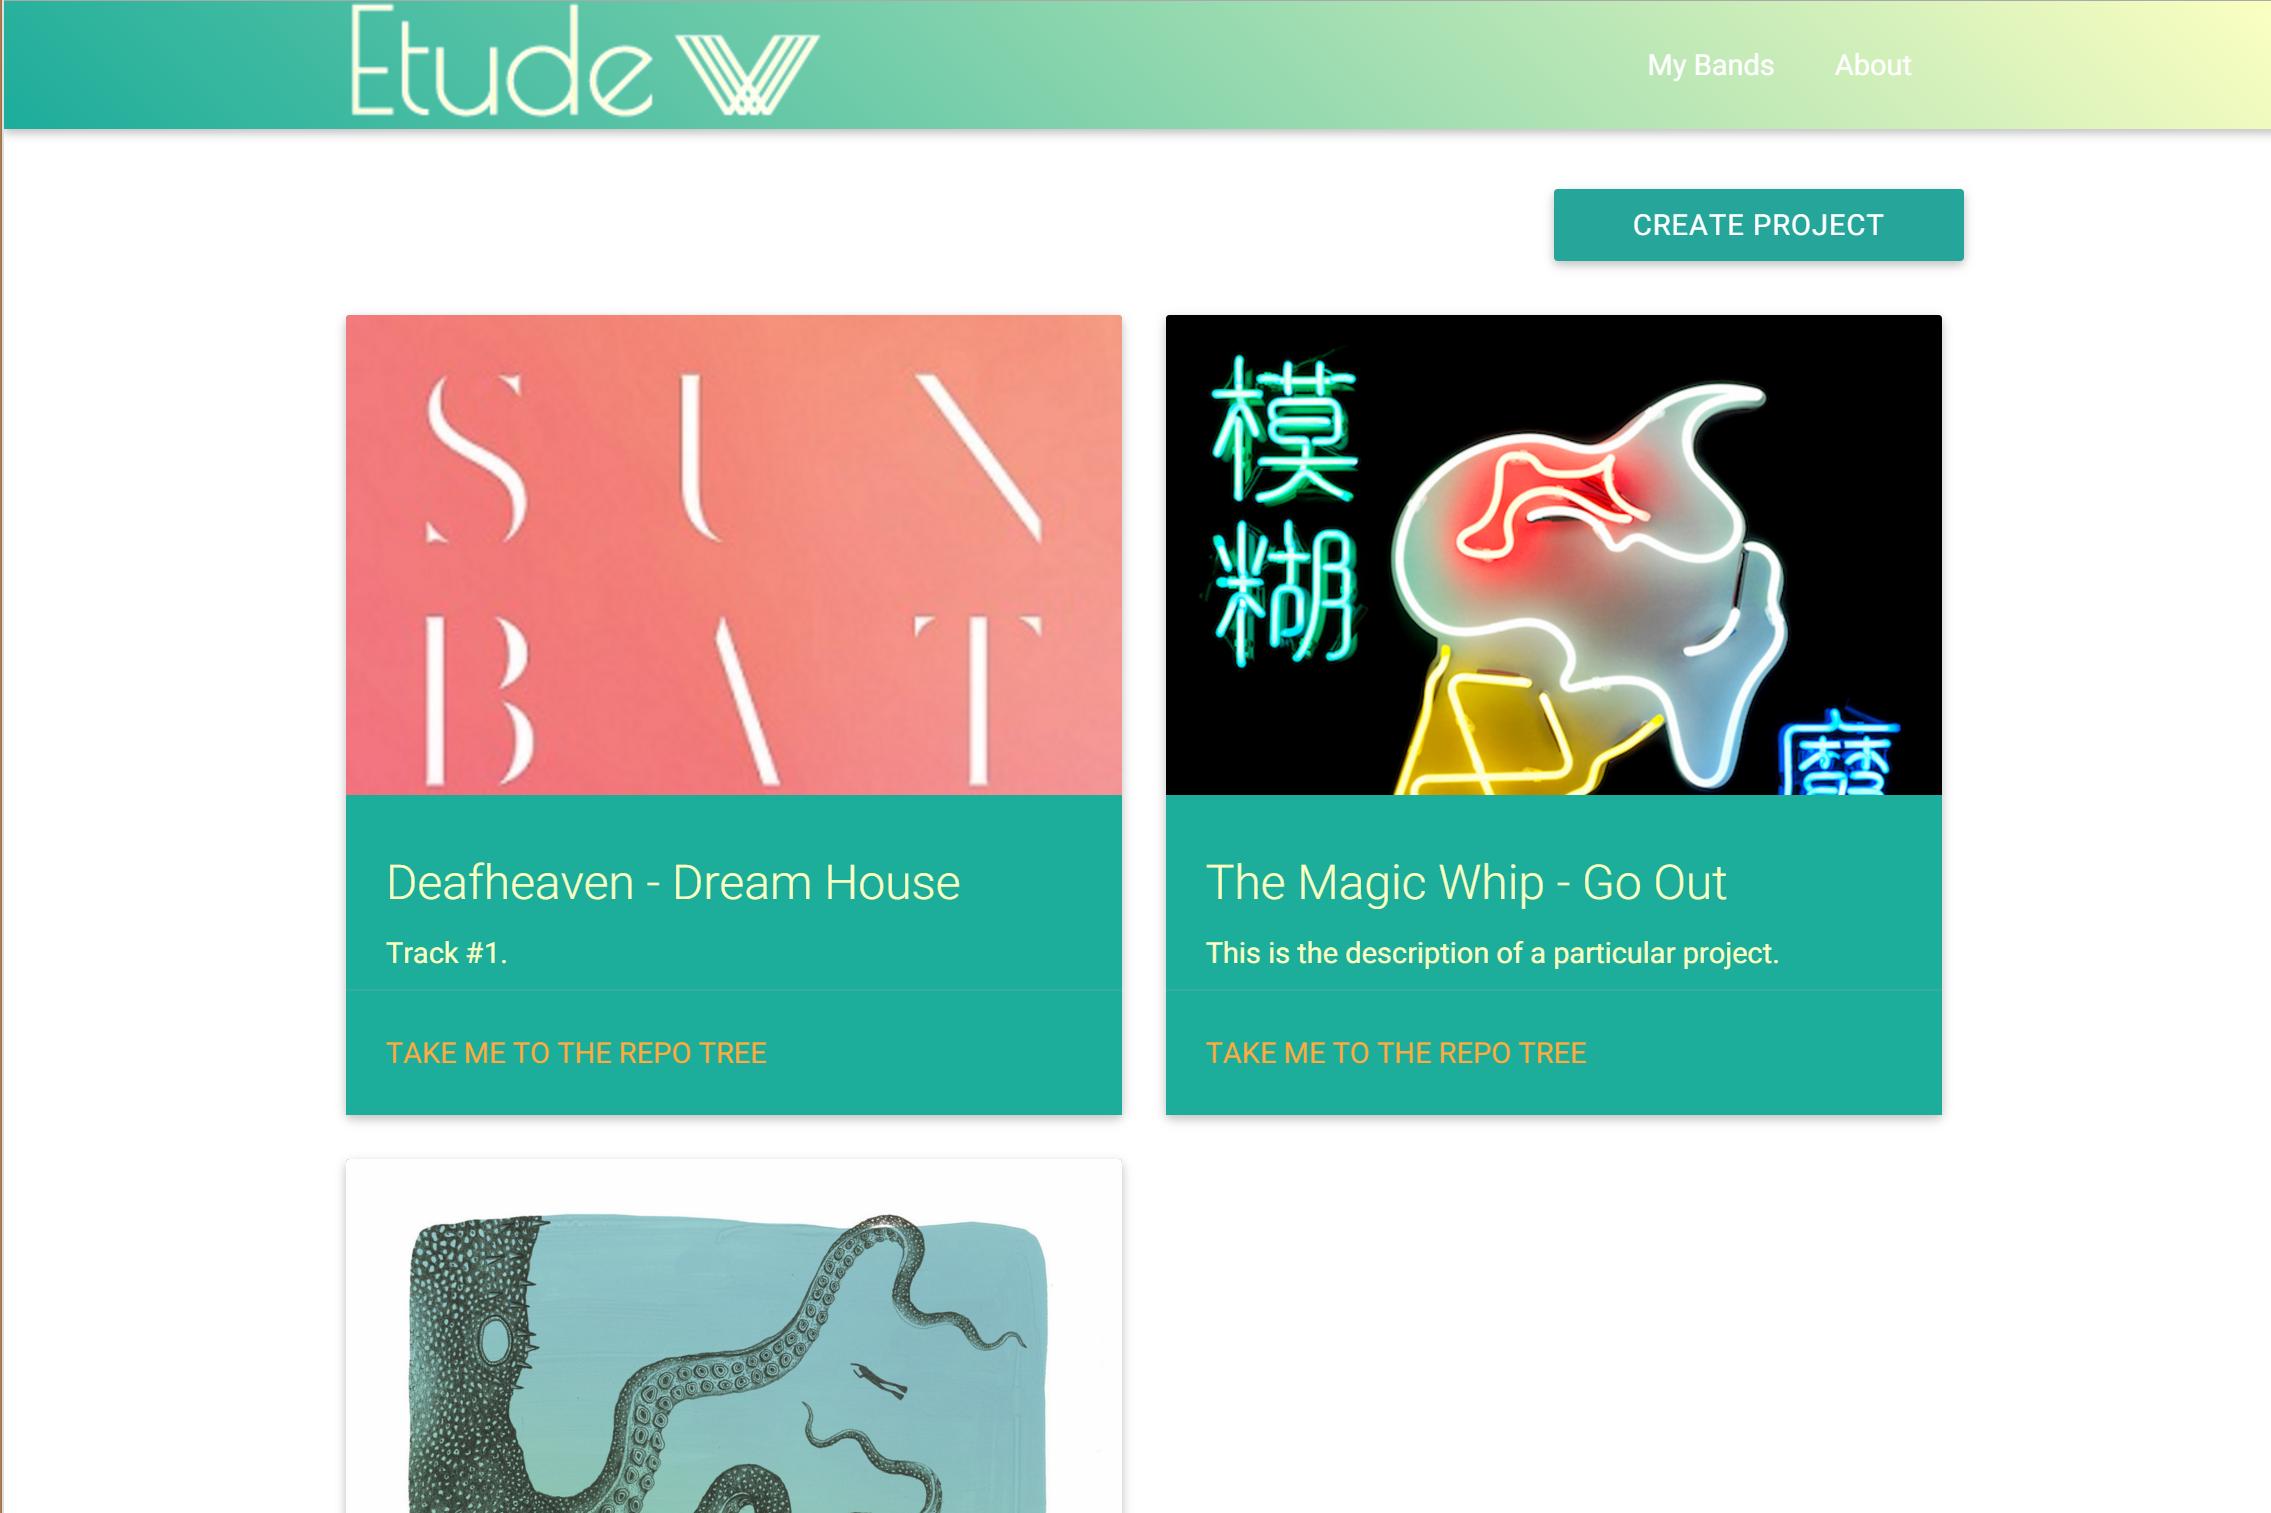 Etude
My Bands About
CREATE PROJECT
SUN
BAT
模
糊
魔
Deafheaven - Dream House
Track #1.
TAKE ME TO THE REPO TREE
The Magic Whip - Go Out
This is the description of a particular project.
TAKE ME TO THE REPO TREE